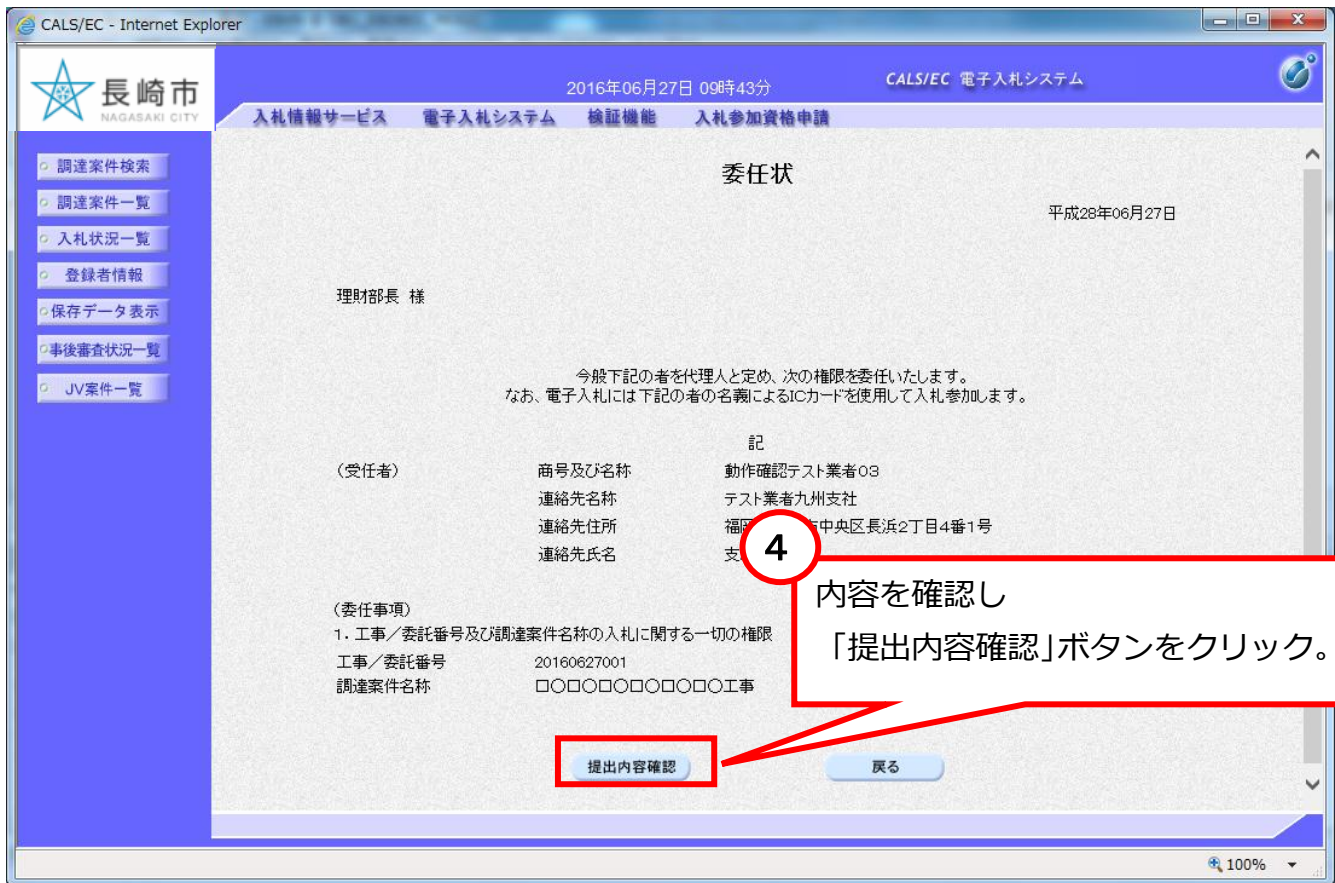 CALS/EC - Internet Explorer
長崎市
NAGASAKI CITY
2016年06月27日 09時43分
CALS/EC 電子入札システム
入札情報サービス 電子入札システム 検証機能 入札参加資格申請
調達案件検索
調達案件一覧
入札状況一覧
登録者情報
保存データ表示
事後審査状況一覧
JV案件一覧
委任状
平成28年06月27日
理財部長 様
今般下記の者を代理人と定め、次の権限を委任いたします。
なお、電子入札には下記の者の名義によるICカードを使用して入札参加します。
記
(受任者) 商号及び名称 動作確認テスト業者03
連絡先名称 テスト業者九州支社
連絡先住所 福岡 市中央区長浜2丁目4番1号
連絡先氏名 支
4
内容を確認し
「提出内容確認」ボタンをクリック。
(委任事項)
1. 工事/委託番号及び調達案件名称の入札に関する一切の権限
工事/委託番号 20160627001
調達案件名称 □○□○□○□○□○□○工事
提出内容確認 戻る
100%